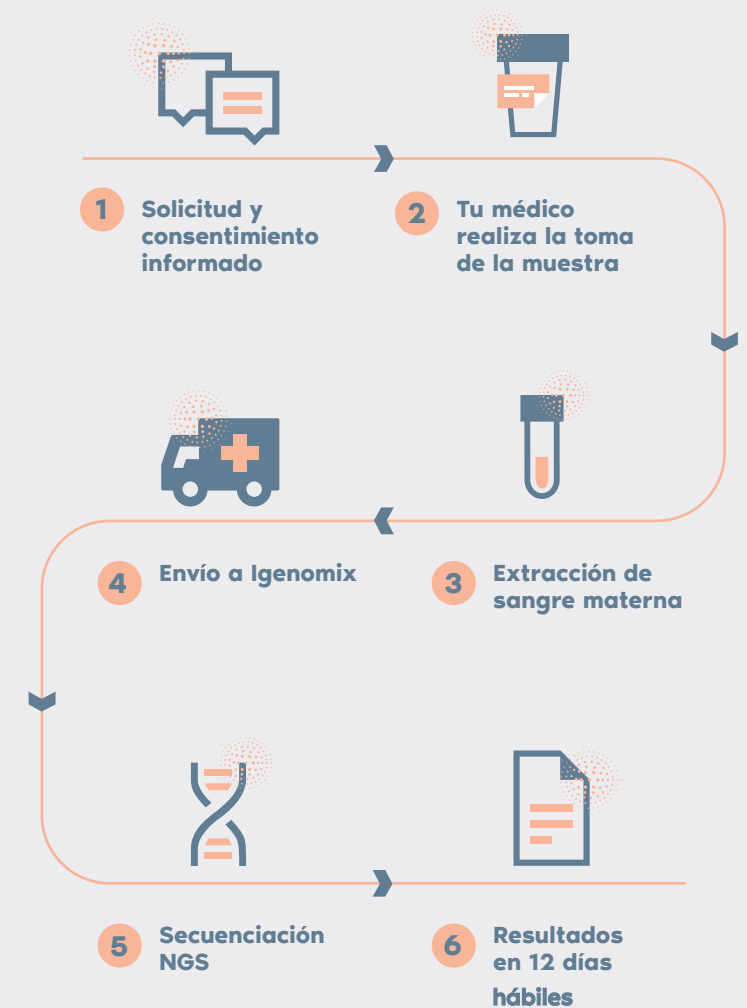 1
Solicitud y
consentimiento
informado
2
Tu médico
realiza la toma
de la muestra
3
Extracción de
sangre materna
4
Envío a Igenomix
5
Secuenciación
NGS
6
Resultados
en 12 días
hábiles